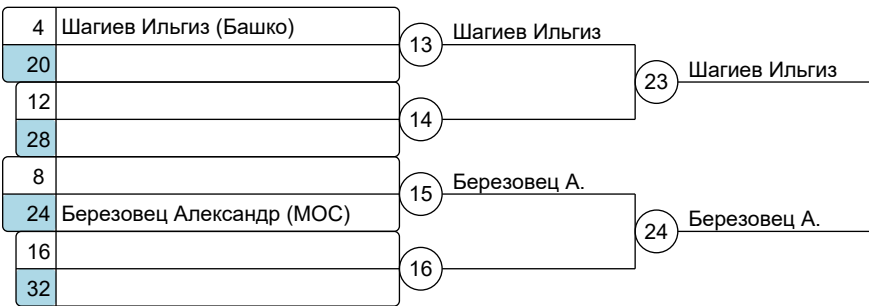 4 Шагиев Ильгиз (Башко)
13 Шагиев Ильгиз
20
23 Шагиев Ильгиз
12
14
28
8
15 Березовец А.
24 Березовец Александр (МОС)
24 Березовец А.
16
16
32